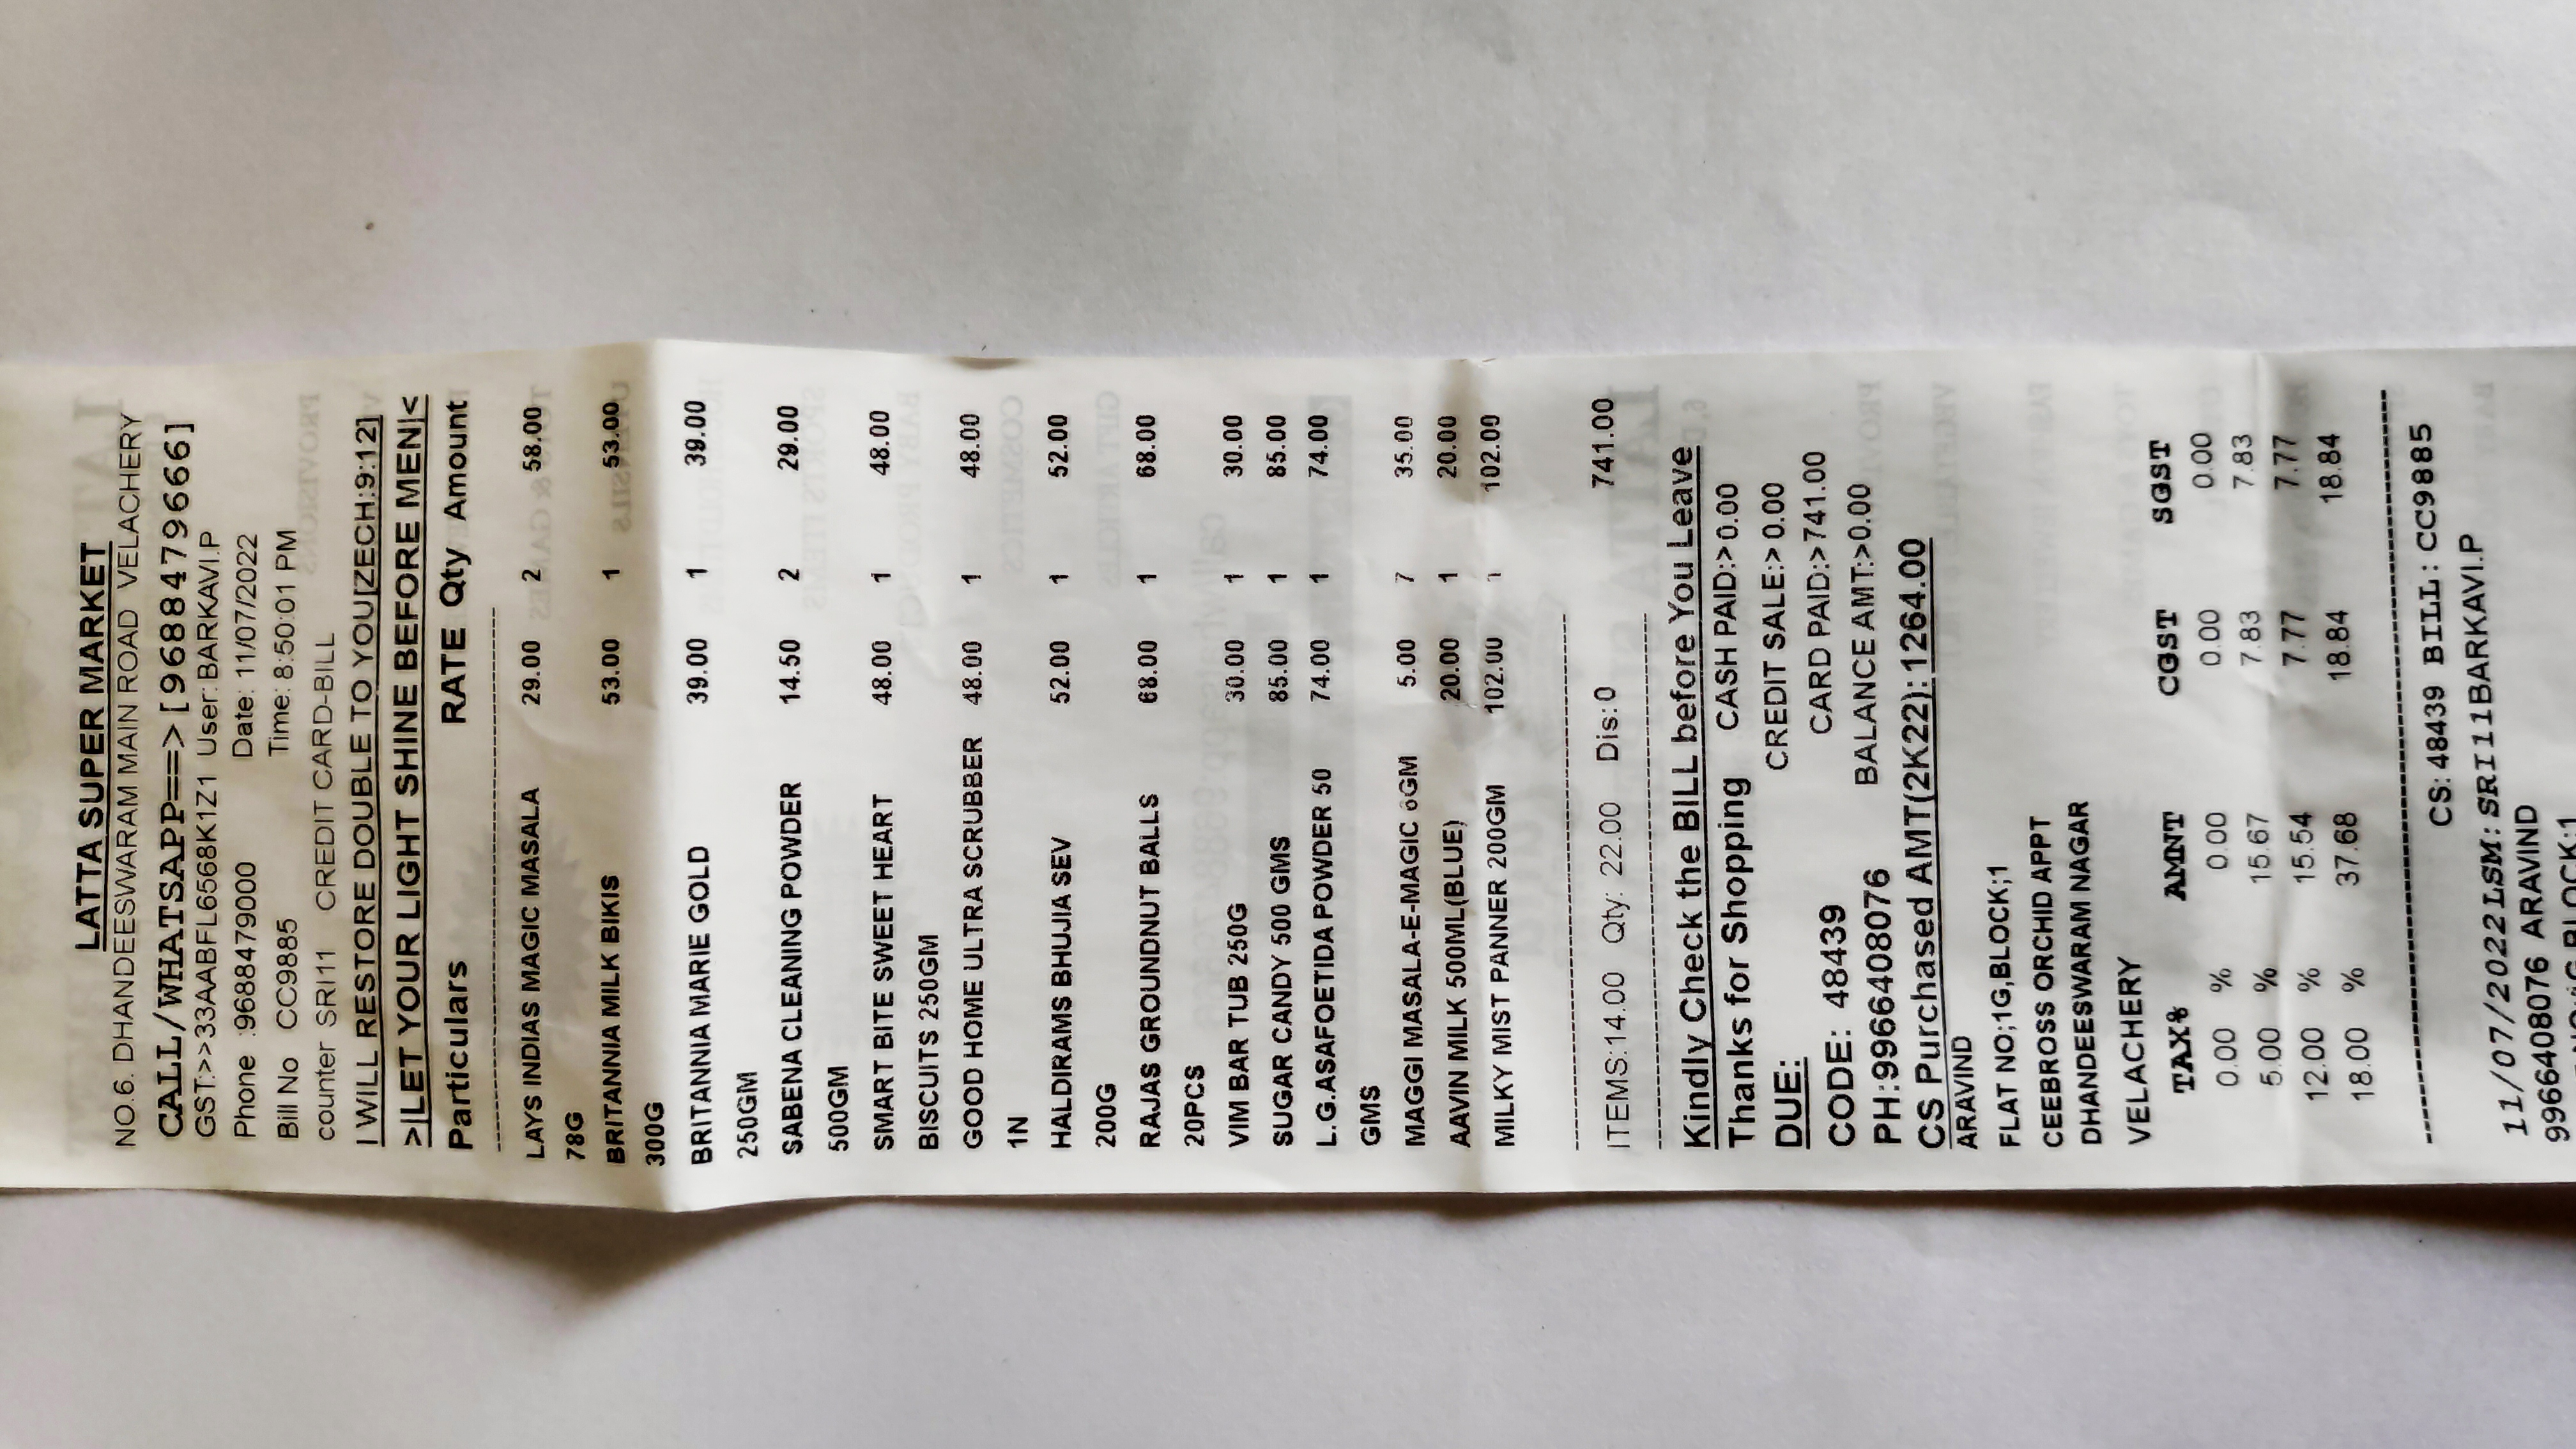 LATTA SUPER MARKET
NO.6. DHANDEESWARAM MAIN ROAD VELACHERY
CALL/WHATSAPP==>[9688479666]
GST:>>33AABFL6568K1Z1 User: BARKAVI.P
Phone :9688479000 Date: 11/07/2022
Bill No CC9885 Time: 8:50:01 PM
counter SRI11 CREDIT CARD-BILL
I WILL RESTORE DOUBLE TO YOU[ZECH:9:12]
>|LET YOUR LIGHT SHINE BEFORE MEN|<
Particulars RATE Qty Amount
LAYS INDIAS MAGIC MASALA 29.00 2 58.00
78G
BRITANNIA MILK BIKIS 53.00 1 53.00
300G
BRITANNIA MARIE GOLD 39.00 1 39.00
250GM
SABENA CLEANING POWDER 14.50 2 29.00
500GM
SMART BITE SWEET HEART 48.00 1 48.00
BISCUITS 250GM
GOOD HOME ULTRA SCRUBBER 48.00 1 48.00
1N
HALDIRAMS BHUJIA SEV 52.00 1 52.00
200G
RAJAS GROUNDNUT BALLS 68.00 1 68.00
20PCS
VIM BAR TUB 250G 30.00 1 30.00
SUGAR CANDY 500 GMS 85.00 1 85.00
L.G.ASAFOETIDA POWDER 50 74.00 1 74.00
GMS
MAGGI MASALA-E-MAGIC 6GM 5.00 7 35.00
AAVIN MILK 500ML(BLUE) 20.00 1 20.00
MILKY MIST PANNER 200GM 102.00 1 102.00
ITEMS:14.00 Qty: 22.00 Dis:0 741.00
Kindly Check the BILL before You Leave
Thanks for Shopping CASH PAID:>0.00
DUE: CREDIT SALE:> 0.00
CODE: 48439 CARD PAID:>741.00
PH:9966408076 BALANCE AMT:>0.00
CS Purchased AMT(2K22):1264.00
ARAVIND
FLAT NO;1G,BLOCK;1
CEEBROSS ORCHID APPT
DHANDEESWARAM NAGAR
VELACHERY
TAX% AMNT CGST SGST
0.00 % 0.00 0.00 0.00
5.00 % 15.67 7.83 7.83
12.00 % 15.54 7.77 7.77
18.00 % 37.68 18.84 18.84
CS: 48439 BILL: CC9885
11/07/2022LSM: SRI11BARKAVI.P
9966408076 ARAVIND
BLOCK:1